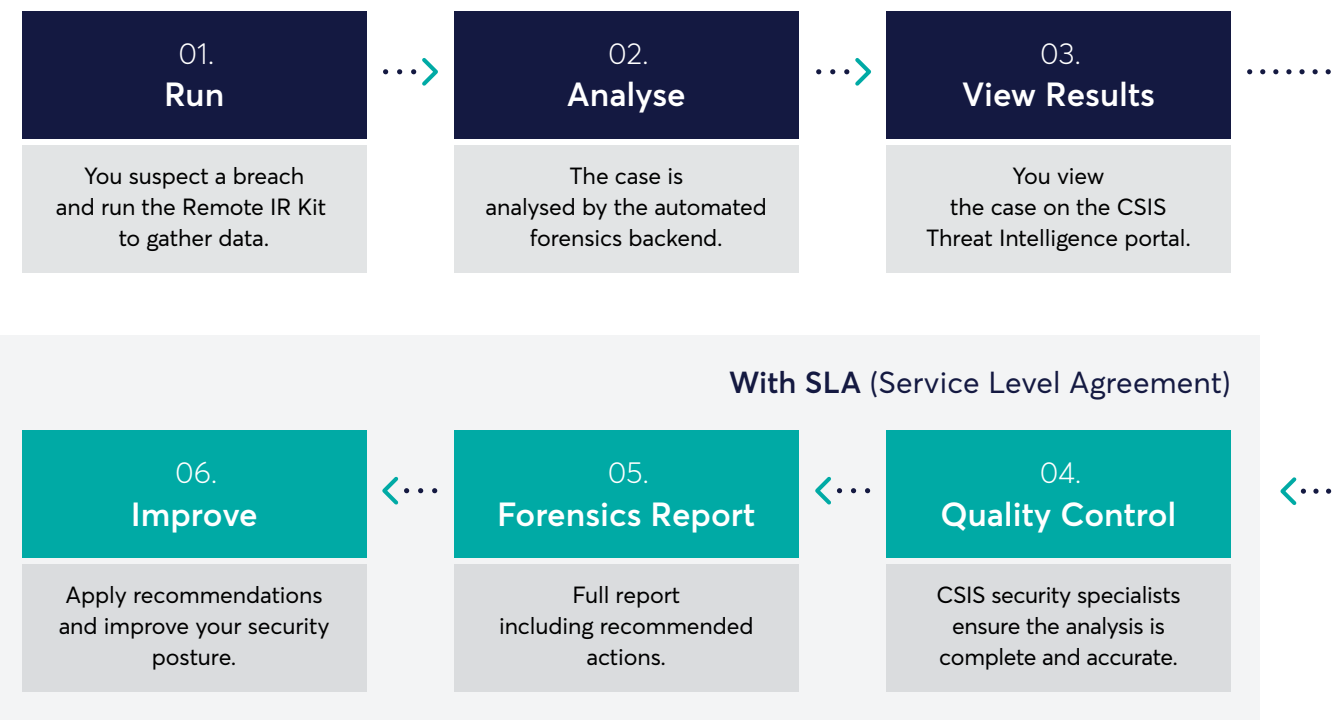 01.
Run
You suspect a breach
and run the Remote IR Kit
to gather data.
02.
Analyse
The case is
analysed by the automated
forensics backend.
03.
View Results
You view
the case on the CSIS
Threat Intelligence portal.
With SLA (Service Level Agreement)
04.
Quality Control
CSIS security specialists
ensure the analysis is
complete and accurate.
05.
Forensics Report
Full report
including recommended
actions.
06.
Improve
Apply recommendations
and improve your security
posture.